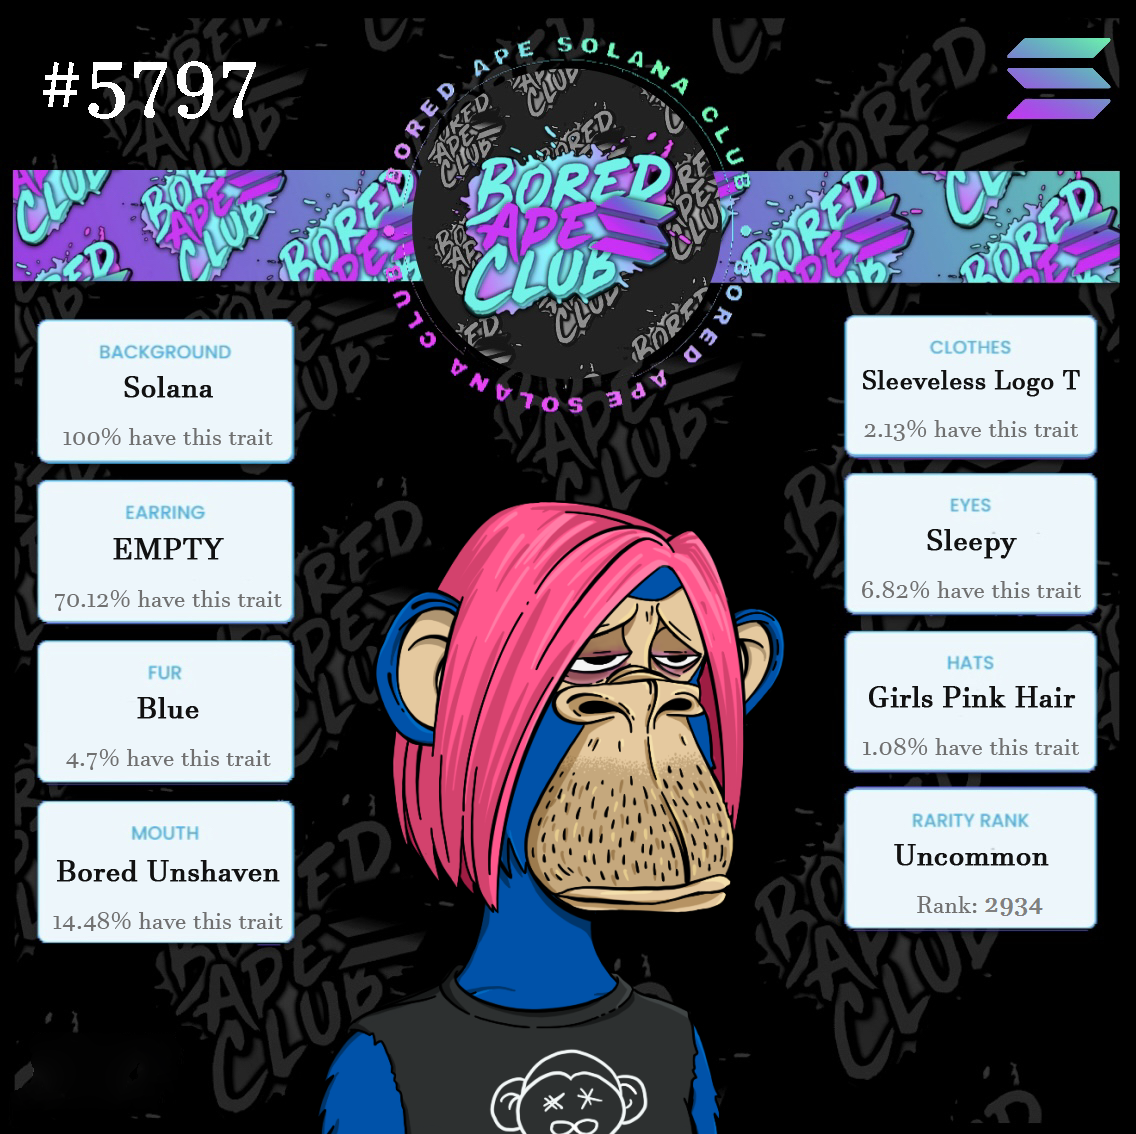 #5797
BORED APE SOLANA CLUB
BORED APE SOLANA CLUB
BORED
APE
CLUB
BACKGROUND
Solana
100% have this trait
EARRING
EMPTY
70.12% have this trait
FUR
Blue
4.7% have this trait
MOUTH
Bored Unshaven
14.48% have this trait
CLOTHES
Sleeveless Logo T
2.13% have this trait
EYES
Sleepy
6.82% have this trait
HATS
Girls Pink Hair
1.08% have this trait
RARITY RANK
Uncommon
Rank: 2934